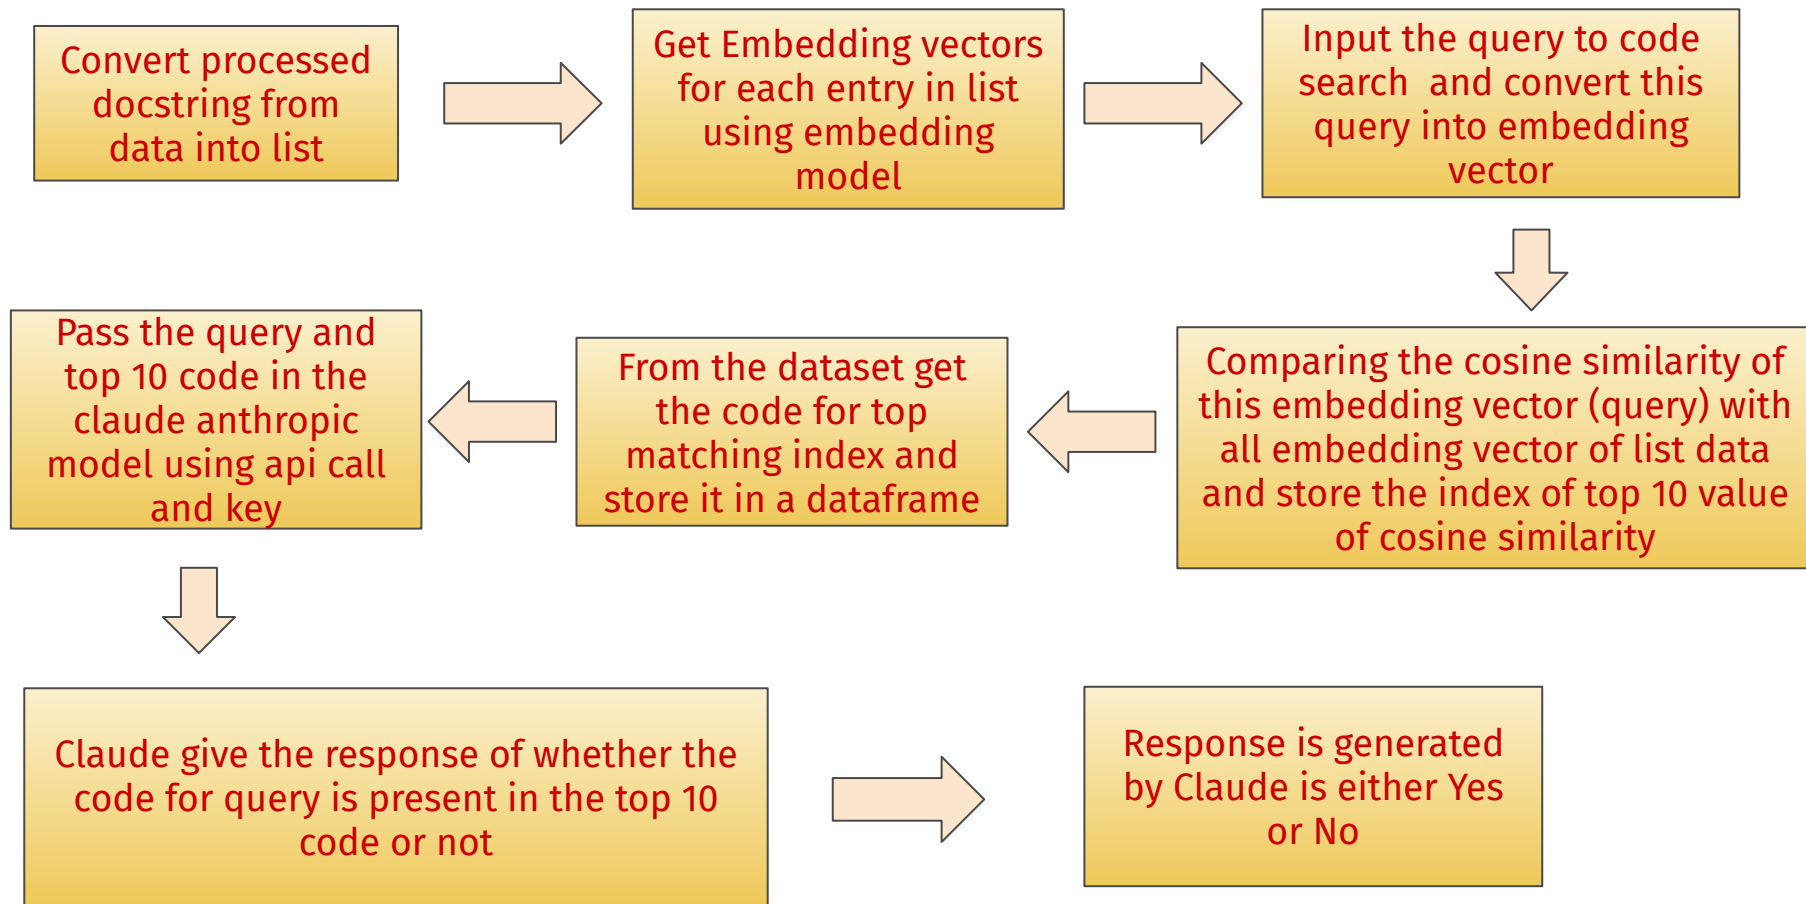 Convert processed
docstring from
data into list
Get Embedding vectors
for each entry in list
using embedding
model
Input the query to code
search and convert this
query into embedding
vector
Comparing the cosine similarity of
this embedding vector (query) with
all embedding vector of list data
and store the index of top 10 value
of cosine similarity
From the dataset get
the code for top
matching index and
store it in a dataframe
Pass the query and
top 10 code in the
claude anthropic
model using api call
and key
Claude give the response of whether the
code for query is present in the top 10
code or not
Response is generated
by Claude is either Yes
or No